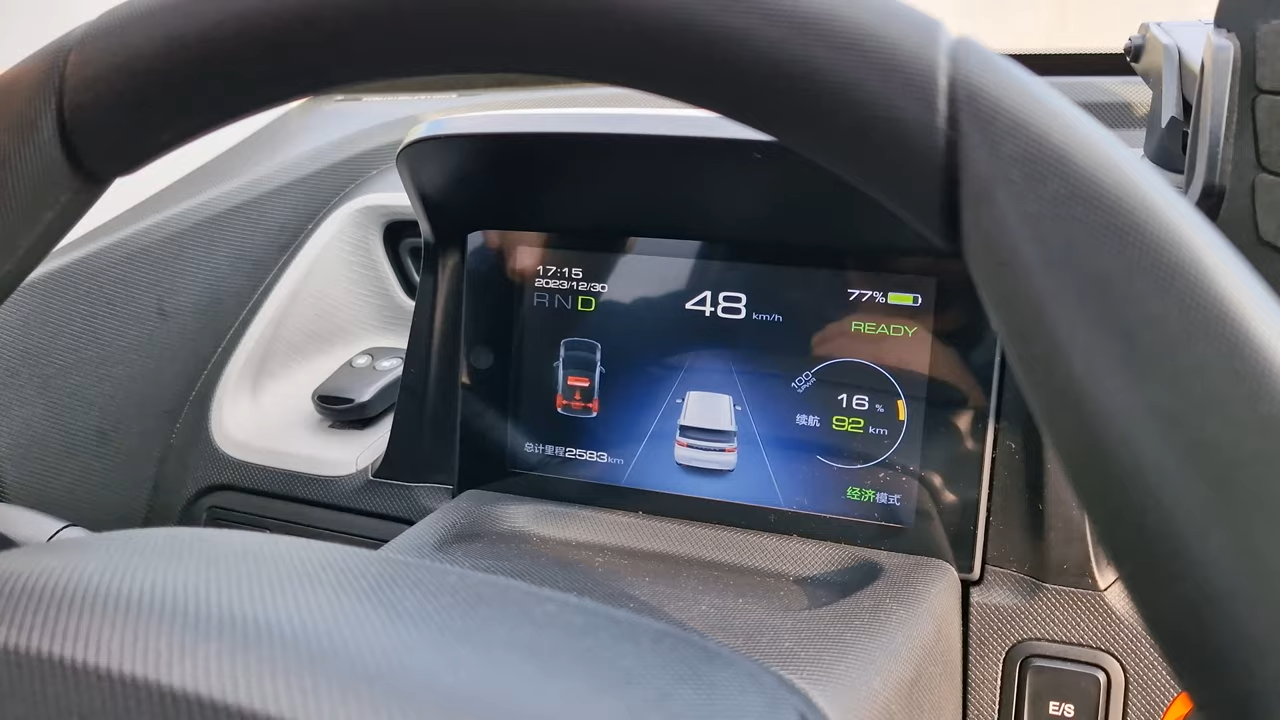 17:15
2023/12/30
R N D
48 km/h
77%
READY
100
%PWR
16 %
续航 92 km
总计里程2583km
经济模式
E/S